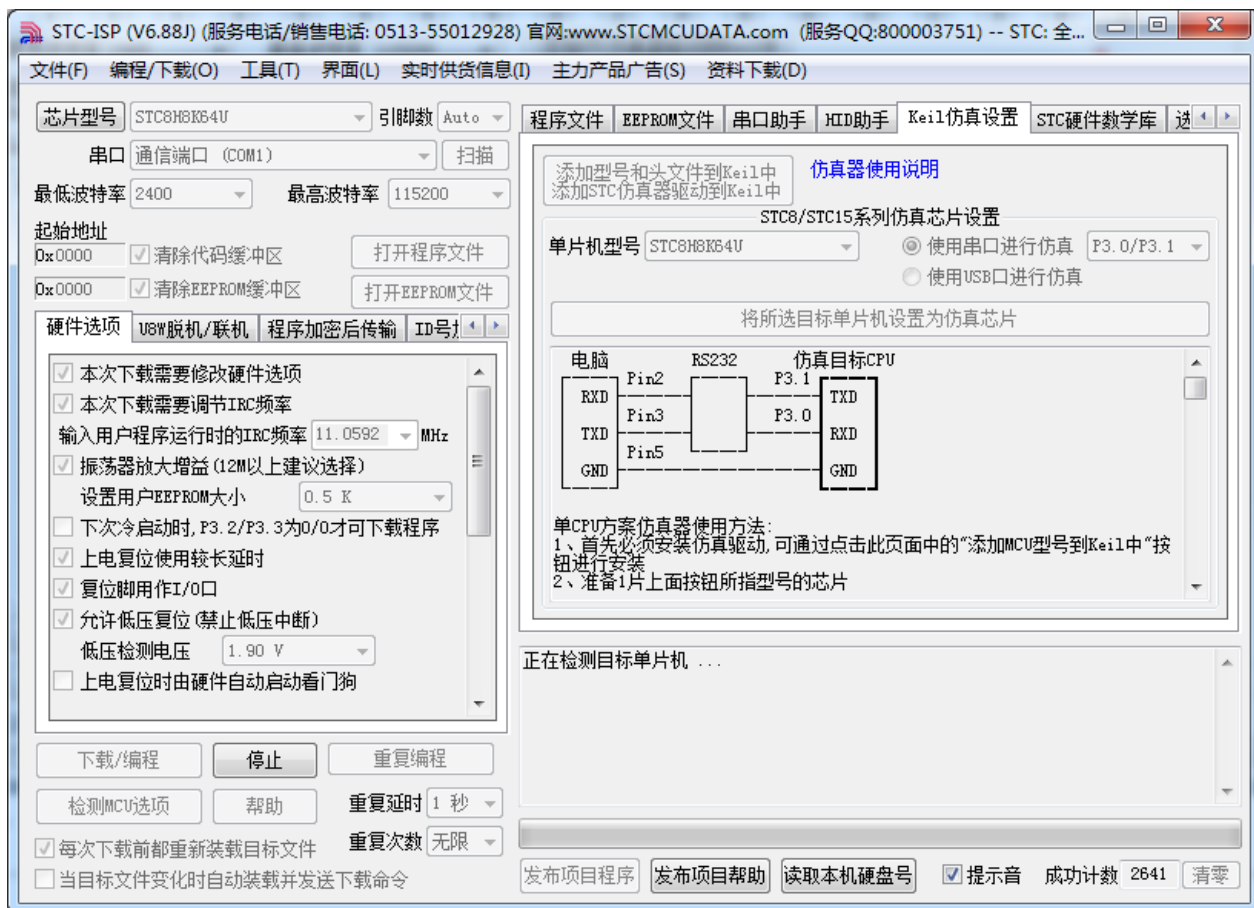 STC-ISP (V6.88J) (服务电话/销售电话: 0513-55012928) 官网:www.STCMCUDATA.com (服务QQ:800003751) -- STC: 全...
文件(F) 编程/下载(O) 工具(T) 界面(L) 实时供货信息(I) 主力产品广告(S) 资料下载(D)
芯片型号 STC8H8K64U 引脚数 Auto
串口 通信端口 (COM1) 扫描
最低波特率 2400 最高波特率 115200
起始地址
0x0000 清除代码缓冲区 打开程序文件
0x0000 清除EEPROM缓冲区 打开EEPROM文件
硬件选项 U8W脱机/联机 程序加密后传输 ID号
本次下载需要修改硬件选项
本次下载需要调节IRC频率
输入用户程序运行时的IRC频率 11.0592 MHz
振荡器放大增益(12M以上建议选择)
设置用户EEPROM大小 0.5 K
下次冷启动时,P3.2/P3.3为0/0才可下载程序
上电复位使用较长延时
复位脚用作I/O口
允许低压复位(禁止低压中断)
低压检测电压 1.90 V
上电复位时由硬件自动启动看门狗
下载/编程 停止 重复编程
检测MCU选项 帮助 重复延时 1 秒
每次下载前都重新装载目标文件 重复次数 无限
当目标文件变化时自动装载并发送下载命令
程序文件 EEPROM文件 串口助手 HID助手 Keil仿真设置 STC硬件数学库 选
添加型号和头文件到Keil中
添加STC仿真器驱动到Keil中
仿真器使用说明
STC8/STC15系列仿真芯片设置
单片机型号 STC8H8K64U 使用串口进行仿真 P3.0/P3.1
使用USB口进行仿真
将所选目标单片机设置为仿真芯片
电脑 RS232 仿真目标CPU
Pin2 P3.1
RXD TXD
Pin3 P3.0
TXD RXD
Pin5
GND GND
单CPU方案仿真器使用方法:
1、首先必须安装仿真驱动,可通过点击此页面中的“添加MCU型号到Keil中”按
钮进行安装
2、准备1片上面按钮所指型号的芯片
正在检测目标单片机 ...
发布项目程序 发布项目帮助 读取本机硬盘号 提示音 成功计数 2641 清零